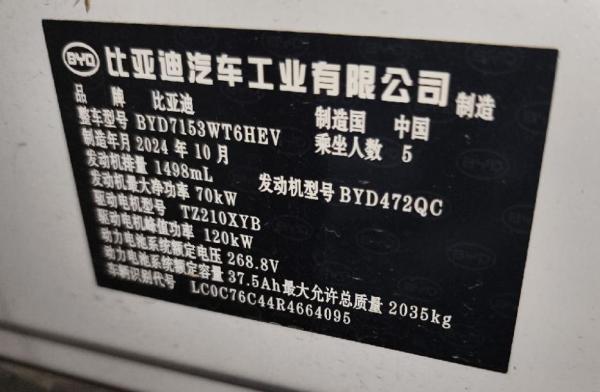 BYD 比亚迪汽车工业有限公司 制造
品 牌 比亚迪 制造国 中国
整车型号 BYD7153WT6HEV 乘坐人数 5
制造年月 2024 年 10 月
发动机排量 1498mL 发动机型号 BYD472QC
发动机最大净功率 70kW
驱动电机型号 TZ210XYB
驱动电机峰值功率 120kW
动力电池系统额定电压 268.8V
动力电池系统额定容量 37.5Ah 最大允许总质量 2035kg
车辆识别代号 LC0C76C44R4664095